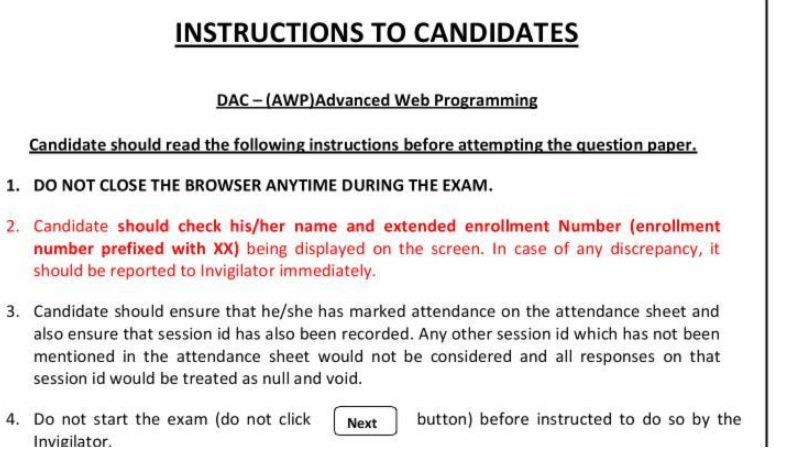 INSTRUCTIONS TO CANDIDATES
DAC – (AWP)Advanced Web Programming
Candidate should read the following instructions before attempting the question paper.
1. DO NOT CLOSE THE BROWSER ANYTIME DURING THE EXAM.
2. Candidate should check his/her name and extended enrollment Number (enrollment
number prefixed with XX) being displayed on the screen. In case of any discrepancy, it
should be reported to Invigilator immediately.
3. Candidate should ensure that he/she has marked attendance on the attendance sheet and
also ensure that session id has also been recorded. Any other session id which has not been
mentioned in the attendance sheet would not be considered and all responses on that
session id would be treated as null and void.
4. Do not start the exam (do not click Next button) before instructed to do so by the
Invigilator.